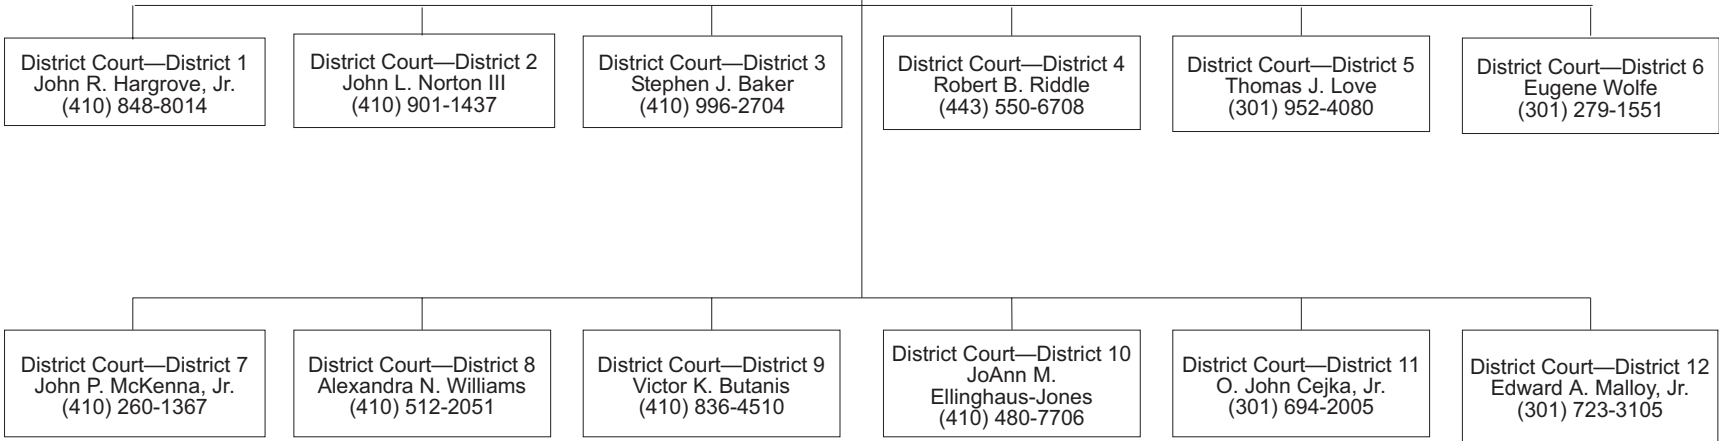 District Court—District 1
John R. Hargrove, Jr.
(410) 848-8014
District Court—District 2
John L. Norton III
(410) 901-1437
District Court—District 3
Stephen J. Baker
(410) 996-2704
District Court—District 4
Robert B. Riddle
(443) 550-6708
District Court—District 5
Thomas J. Love
(301) 952-4080
District Court—District 6
Eugene Wolfe
(301) 279-1551
District Court—District 7
John P. McKenna, Jr.
(410) 260-1367
District Court—District 8
Alexandra N. Williams
(410) 512-2051
District Court—District 9
Victor K. Butanis
(410) 836-4510
District Court—District 10
JoAnn M.
Ellinghaus-Jones
(410) 480-7706
District Court—District 11
O. John Cejka, Jr.
(301) 694-2005
District Court—District 12
Edward A. Malloy, Jr.
(301) 723-3105